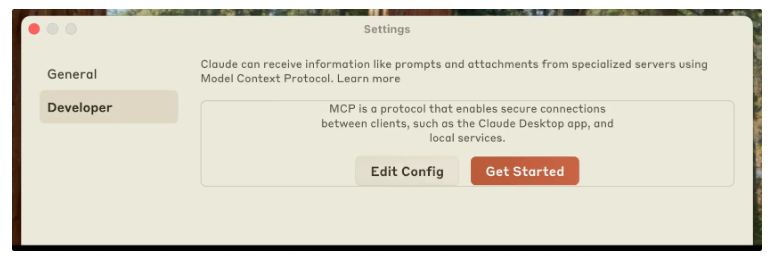 Settings
General
Developer
Claude can receive information like prompts and attachments from specialized servers using
Model Context Protocol. Learn more
MCP is a protocol that enables secure connections
between clients, such as the Claude Desktop app, and
local services.
Edit Config
Get Started